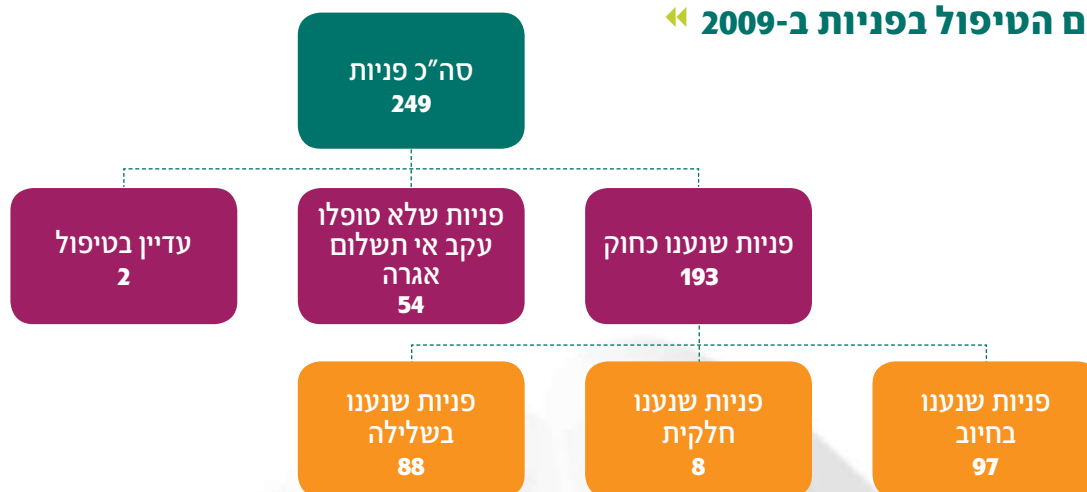 ם הטיפול בפניות ב-2009
סה"כ פניות
249
פניות שנענו כחוק
193
פניות שלא טופלו
עקב אי תשלום
אגרה
54
עדיין בטיפול
2
פניות שנענו
בחיוב
97
פניות שנענו
חלקית
8
פניות שנענו
בשלילה
88